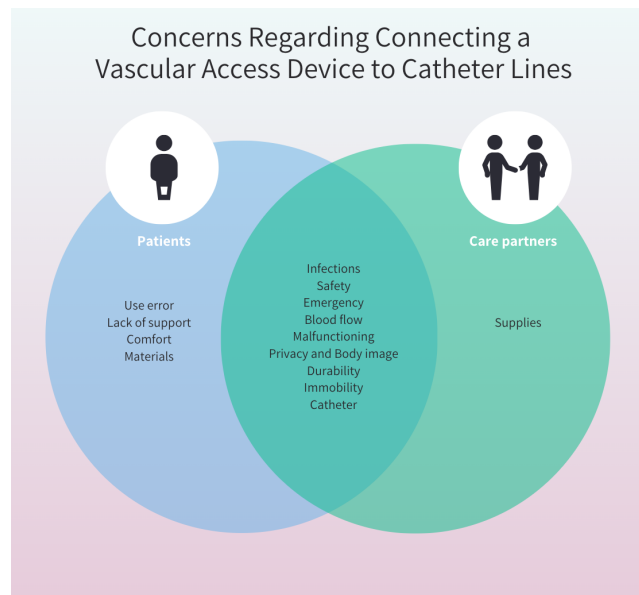 Concerns Regarding Connecting a
Vascular Access Device to Catheter Lines
Patients
Care partners
Use error
Lack of support
Comfort
Materials
Infections
Safety
Emergency
Blood flow
Malfunctioning
Privacy and Body image
Durability
Immobility
Catheter
Supplies